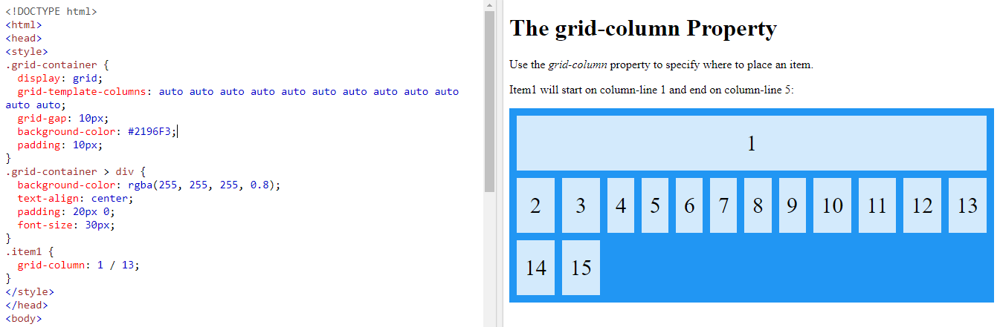 <!DOCTYPE html>
<html>
<head>
<style>
.grid-container {
  display: grid;
  grid-template-columns: auto auto auto auto auto auto auto auto auto auto
auto auto;
  grid-gap: 10px;
  background-color: #2196F3;
  padding: 10px;
}
.grid-container > div {
  background-color: rgba(255, 255, 255, 0.8);
  text-align: center;
  padding: 20px 0;
  font-size: 30px;
}
.item1 {
  grid-column: 1 / 13;
}
</style>
</head>
<body>
The grid-column Property
Use the grid-column property to specify where to place an item.
Item1 will start on column-line 1 and end on column-line 5:
1
2 3 4 5 6 7 8 9 10 11 12 13
14 15